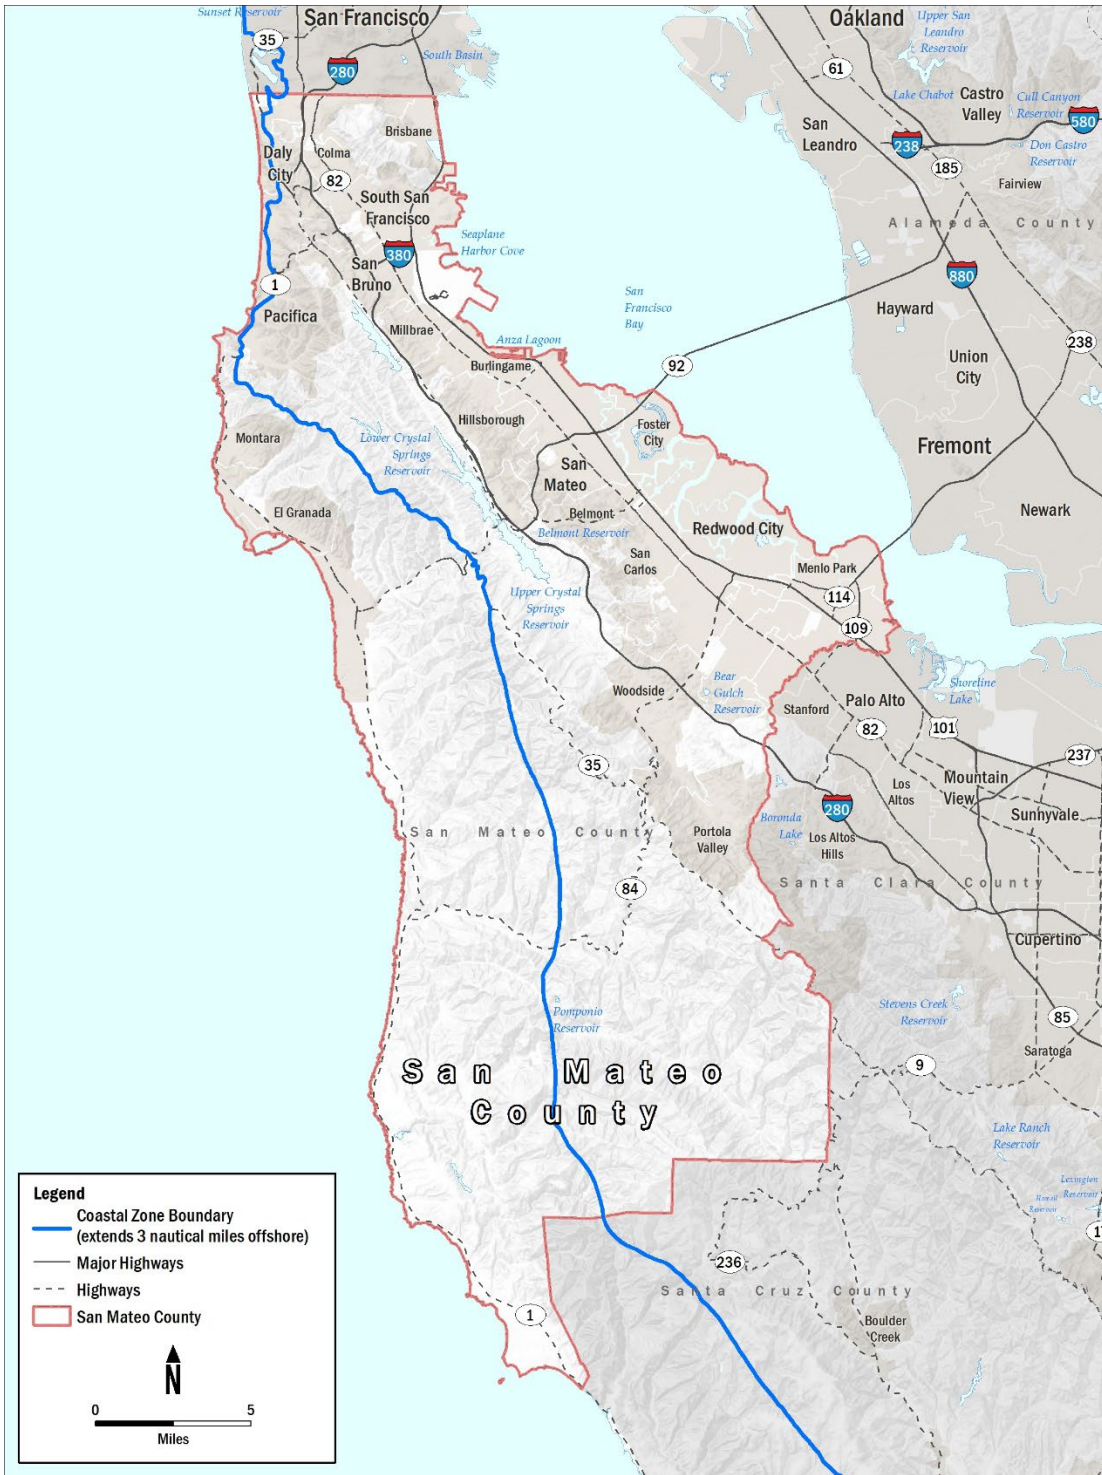 Sunset Reservoir
San Francisco
Oakland
Upper San
Leandro
Reservoir
35
280
South Basin
61
Lake Chabot
Castro
Valley
Cull Canyon
Reservoir
580
San
Leandro
238
Don Castro
Reservoir
185
Fairview
Brisbane
Daly
City
Colma
82
South San
Francisco
Alameda County
Seaplane
Harbor Cove
380
San
Bruno
880
1
Pacifica
San
Francisco
Bay
Hayward
Millbrae
Anza Lagoon
238
Burlingame
92
Union
City
Hillsborough
Foster
City
Montara
Lower Crystal
Springs
Reservoir
Fremont
San
Mateo
El Granada
Belmont
Newark
Belmont Reservoir
Redwood City
San
Carlos
Menlo Park
114
Upper Crystal
Springs
Reservoir
109
Woodside
Bear
Gulch
Reservoir
Shoreline
Lake
Stanford
Palo Alto
82
101
35
237
Los
Altos
Mountain
View
280
Sunnyvale
Boronda
Lake
San Mateo County
Portola
Valley
Los Altos
Hills
84
Santa Clara County
Cupertino
Pomponio
Reservoir
Stevens Creek
Reservoir
85
Saratoga
9
San Mateo
County
Lake Ranch
Reservoir
Lexington
Reservoir
Reservoir
236
Santa Cruz County
1
Boulder
Creek
Legend
Coastal Zone Boundary
(extends 3 nautical miles offshore)
Major Highways
Highways
San Mateo County
N
0 5
Miles